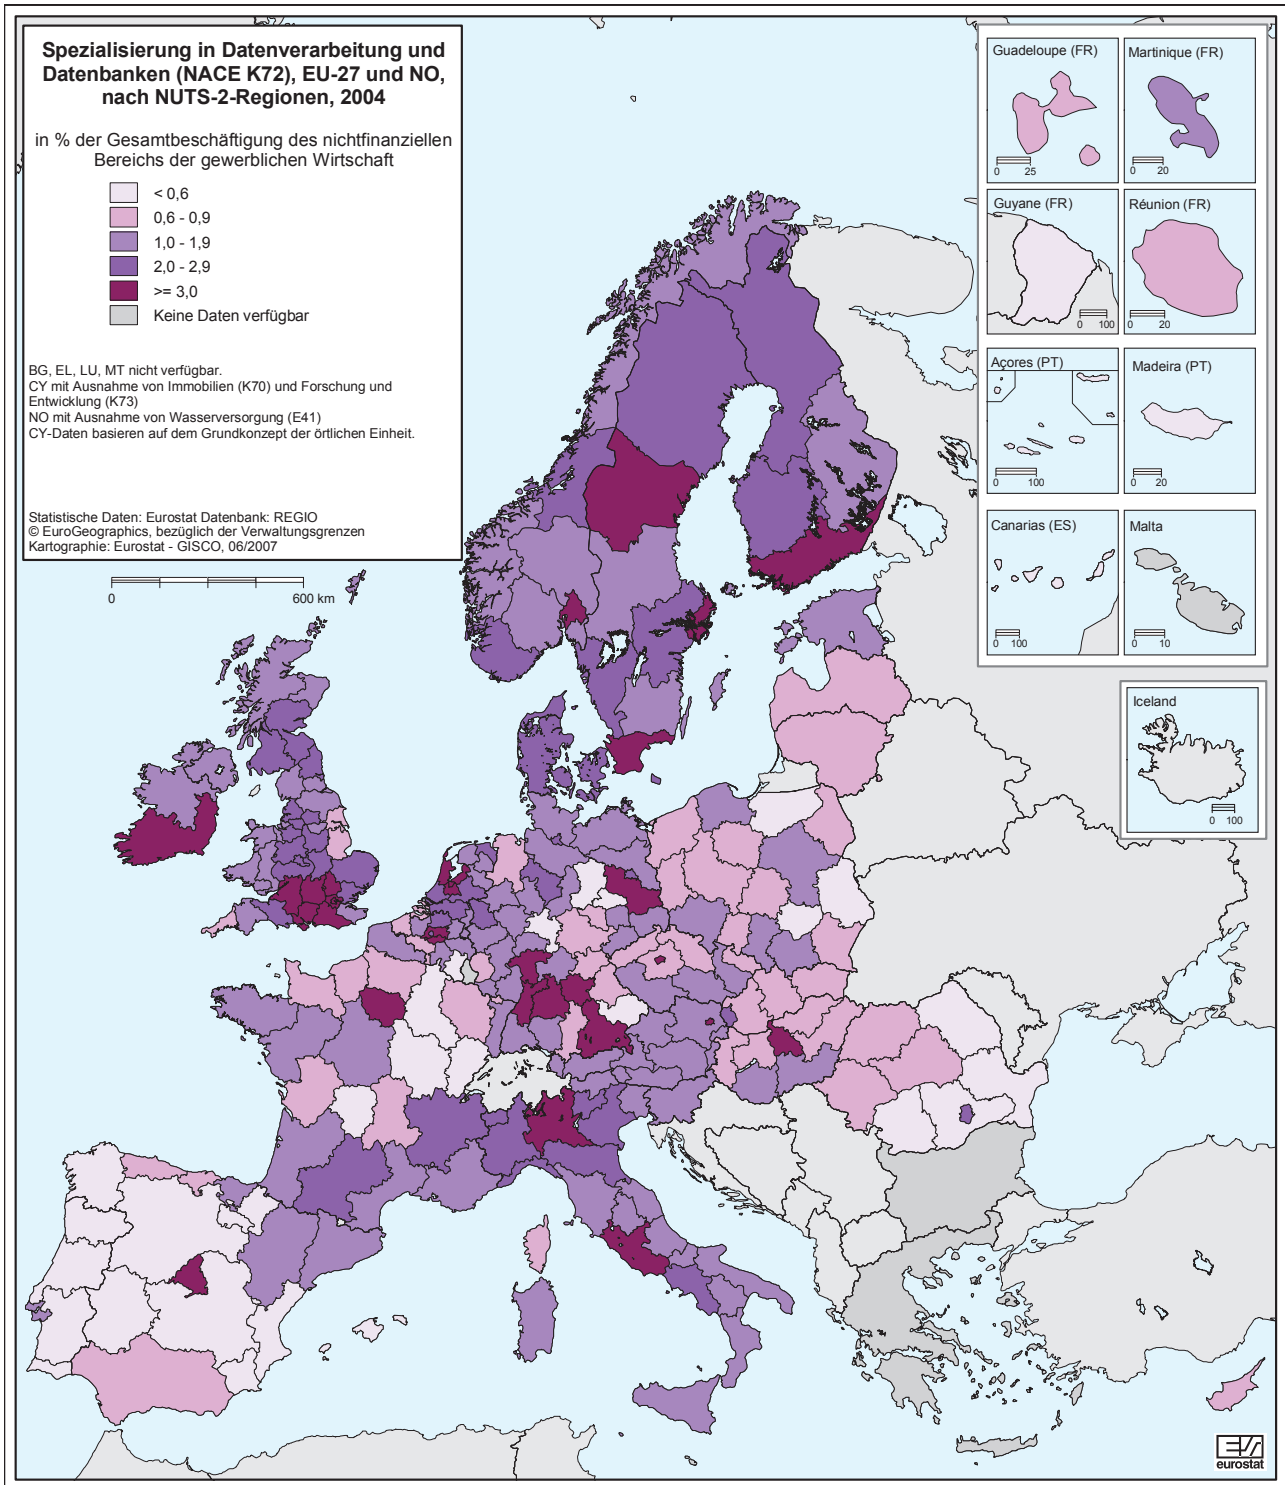 Spezialisierung in Datenverarbeitung und
Datenbanken (NACE K72), EU-27 und NO,
nach NUTS-2-Regionen, 2004
in % der Gesamtbeschäftigung des nichtfinanziellen
Bereichs der gewerblichen Wirtschaft
< 0,6
0,6 - 0,9
1,0 - 1,9
2,0 - 2,9
>= 3,0
Keine Daten verfügbar
BG, EL, LU, MT nicht verfügbar.
CY mit Ausnahme von Immobilien (K70) und Forschung und
Entwicklung (K73)
NO mit Ausnahme von Wasserversorgung (E41)
CY-Daten basieren auf dem Grundkonzept der örtlichen Einheit.
Statistische Daten: Eurostat Datenbank: REGIO
© EuroGeographics, bezüglich der Verwaltungsgrenzen
Kartographie: Eurostat - GISCO, 06/2007
0 600 km
Guadeloupe (FR)
0 25
Martinique (FR)
0 20
Guyane (FR)
0 100
Réunion (FR)
0 20
Açores (PT)
0 100
Madeira (PT)
0 20
Canarias (ES)
0 100
Malta
0 10
Iceland
0 100
eurostat